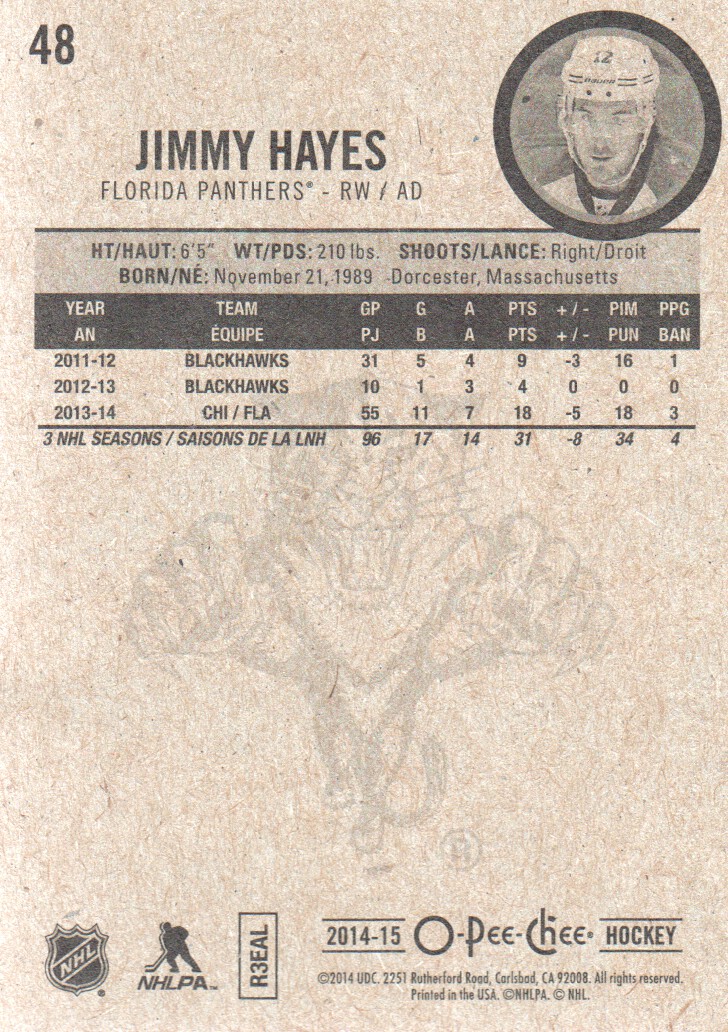 48
12
BAUER
JIMMY HAYES
FLORIDA PANTHERS® - RW / AD
HT/HAUT: 6'5" WT/PDS: 210 lbs. SHOOTS/LANCE: Right/Droit
BORN/NÉ: November 21, 1989 -Dorcester, Massachusetts
YEAR TEAM GP G A PTS +/- PIM PPG
AN ÉQUIPE PJ B A PTS +/- PUN BAN
2011-12 BLACKHAWKS 31 5 4 9 -3 16 1
2012-13 BLACKHAWKS 10 1 3 4 0 0 0
2013-14 CHI / FLA 55 11 7 18 -5 18 3
3 NHL SEASONS / SAISONS DE LA LNH 96 17 14 31 -8 34 4
®
NHL ®
NHLPA™
R3EAL
2014-15 O-Pee-Chee® HOCKEY
©2014 UDC. 2251 Rutherford Road, Carlsbad, CA 92008. All rights reserved.
Printed in the USA. ©NHLPA. © NHL.